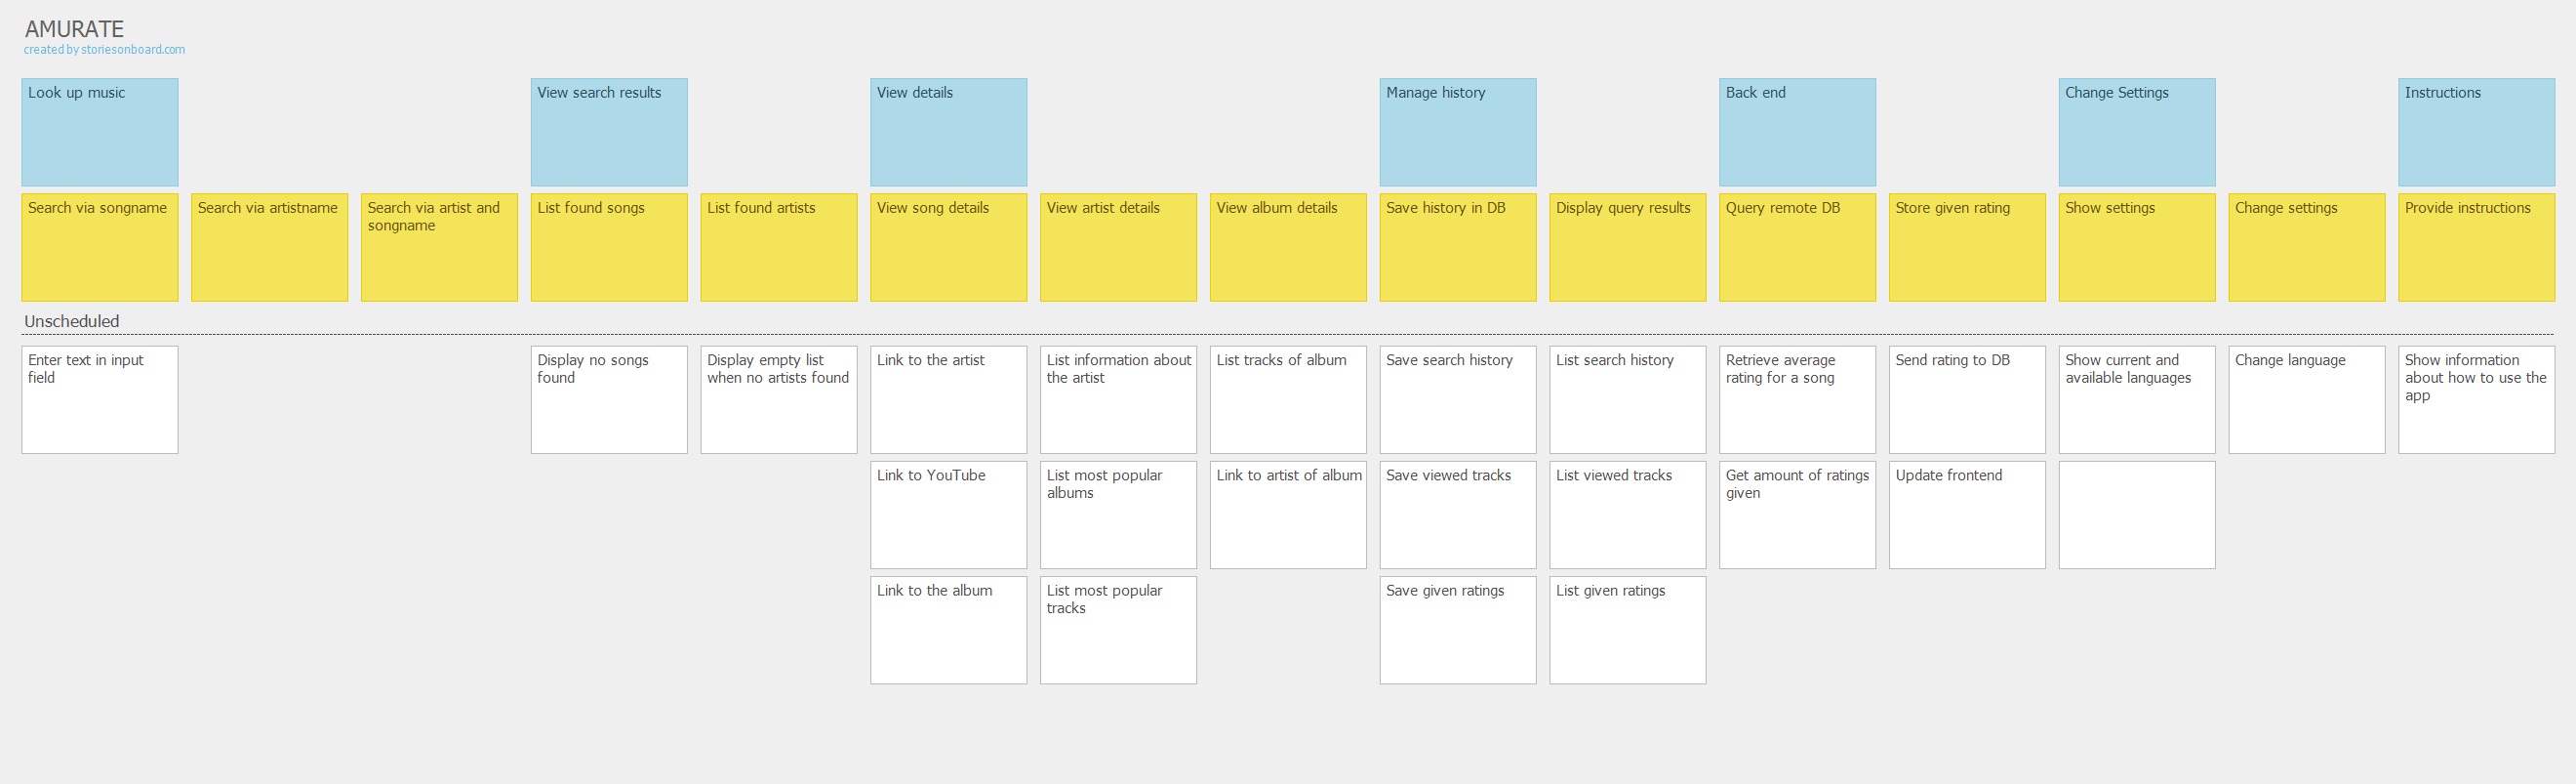 AMURATE
created by storiesonboard.com
Look up music
View search results
View details
Manage history
Back end
Change Settings
Instructions
Search via songname
Search via artistname
Search via artist and
songname
List found songs
List found artists
View song details
View artist details
View album details
Save history in DB
Display query results
Query remote DB
Store given rating
Show settings
Change settings
Provide instructions
Unscheduled
Enter text in input
field
Display no songs
found
Display empty list
when no artists found
Link to the artist
List information about
the artist
List tracks of album
Save search history
List search history
Retrieve average
rating for a song
Send rating to DB
Show current and
available languages
Change language
Show information
about how to use the
app
Link to YouTube
List most popular
albums
Link to artist of album
Save viewed tracks
List viewed tracks
Get amount of ratings
given
Update frontend
Link to the album
List most popular
tracks
Save given ratings
List given ratings